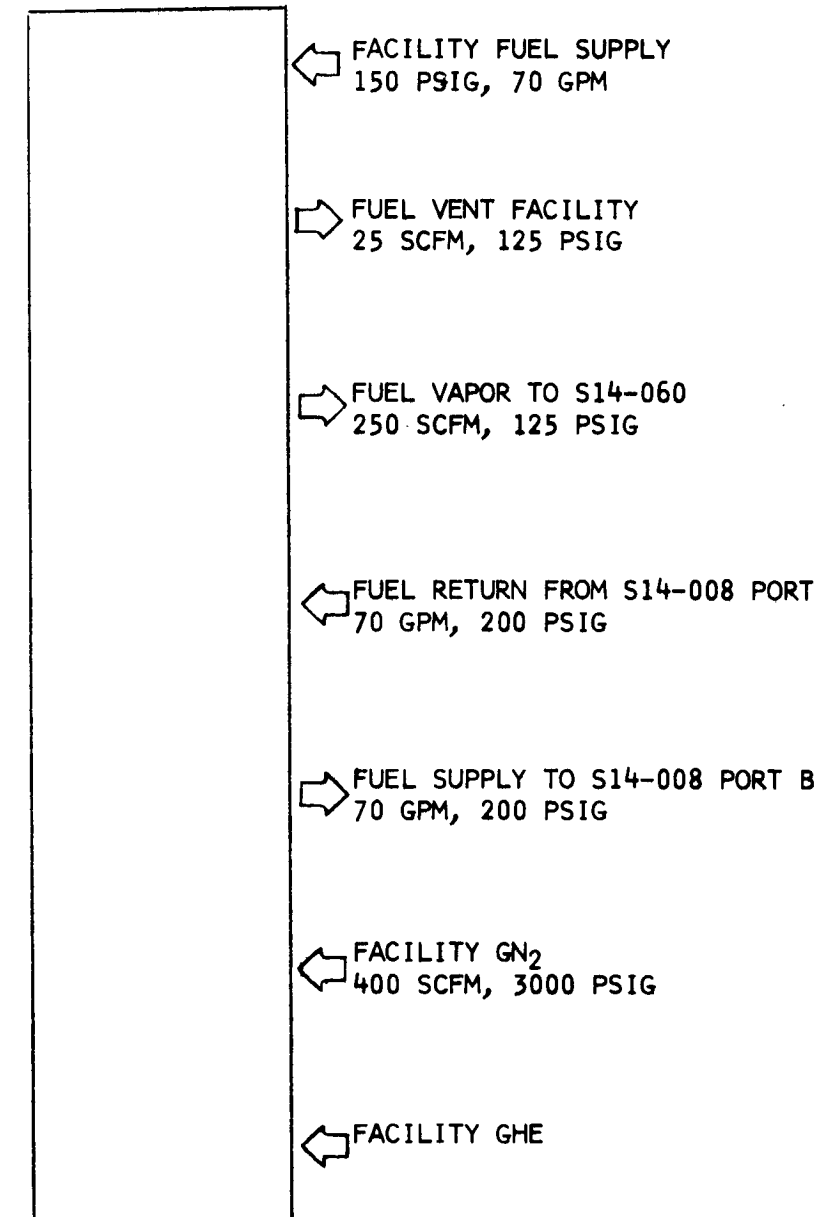 FACILITY FUEL SUPPLY
150 PSIG, 70 GPM
FUEL VENT FACILITY
25 SCFM, 125 PSIG
FUEL VAPOR TO S14-060
250 SCFM, 125 PSIG
FUEL RETURN FROM S14-008 PORT
70 GPM, 200 PSIG
FUEL SUPPLY TO S14-008 PORT B
70 GPM, 200 PSIG
FACILITY GN₂
400 SCFM, 3000 PSIG
FACILITY GHE